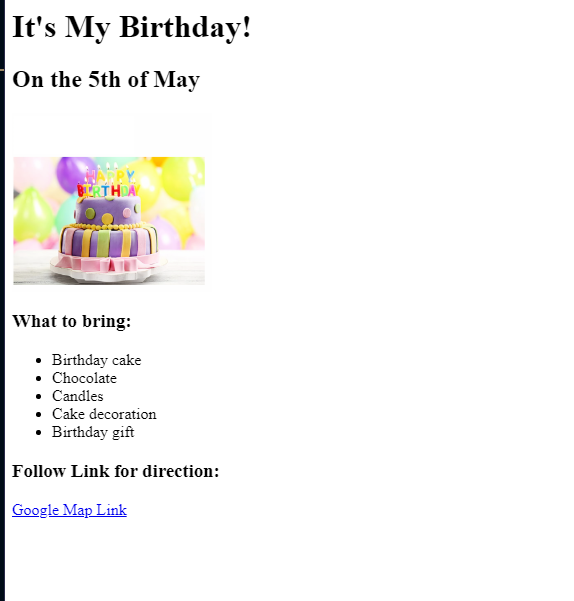 It's My Birthday!
On the 5th of May
HAPPY
BIRTHDAY
What to bring:
Birthday cake
Chocolate
Candles
Cake decoration
Birthday gift
Follow Link for direction:
Google Map Link